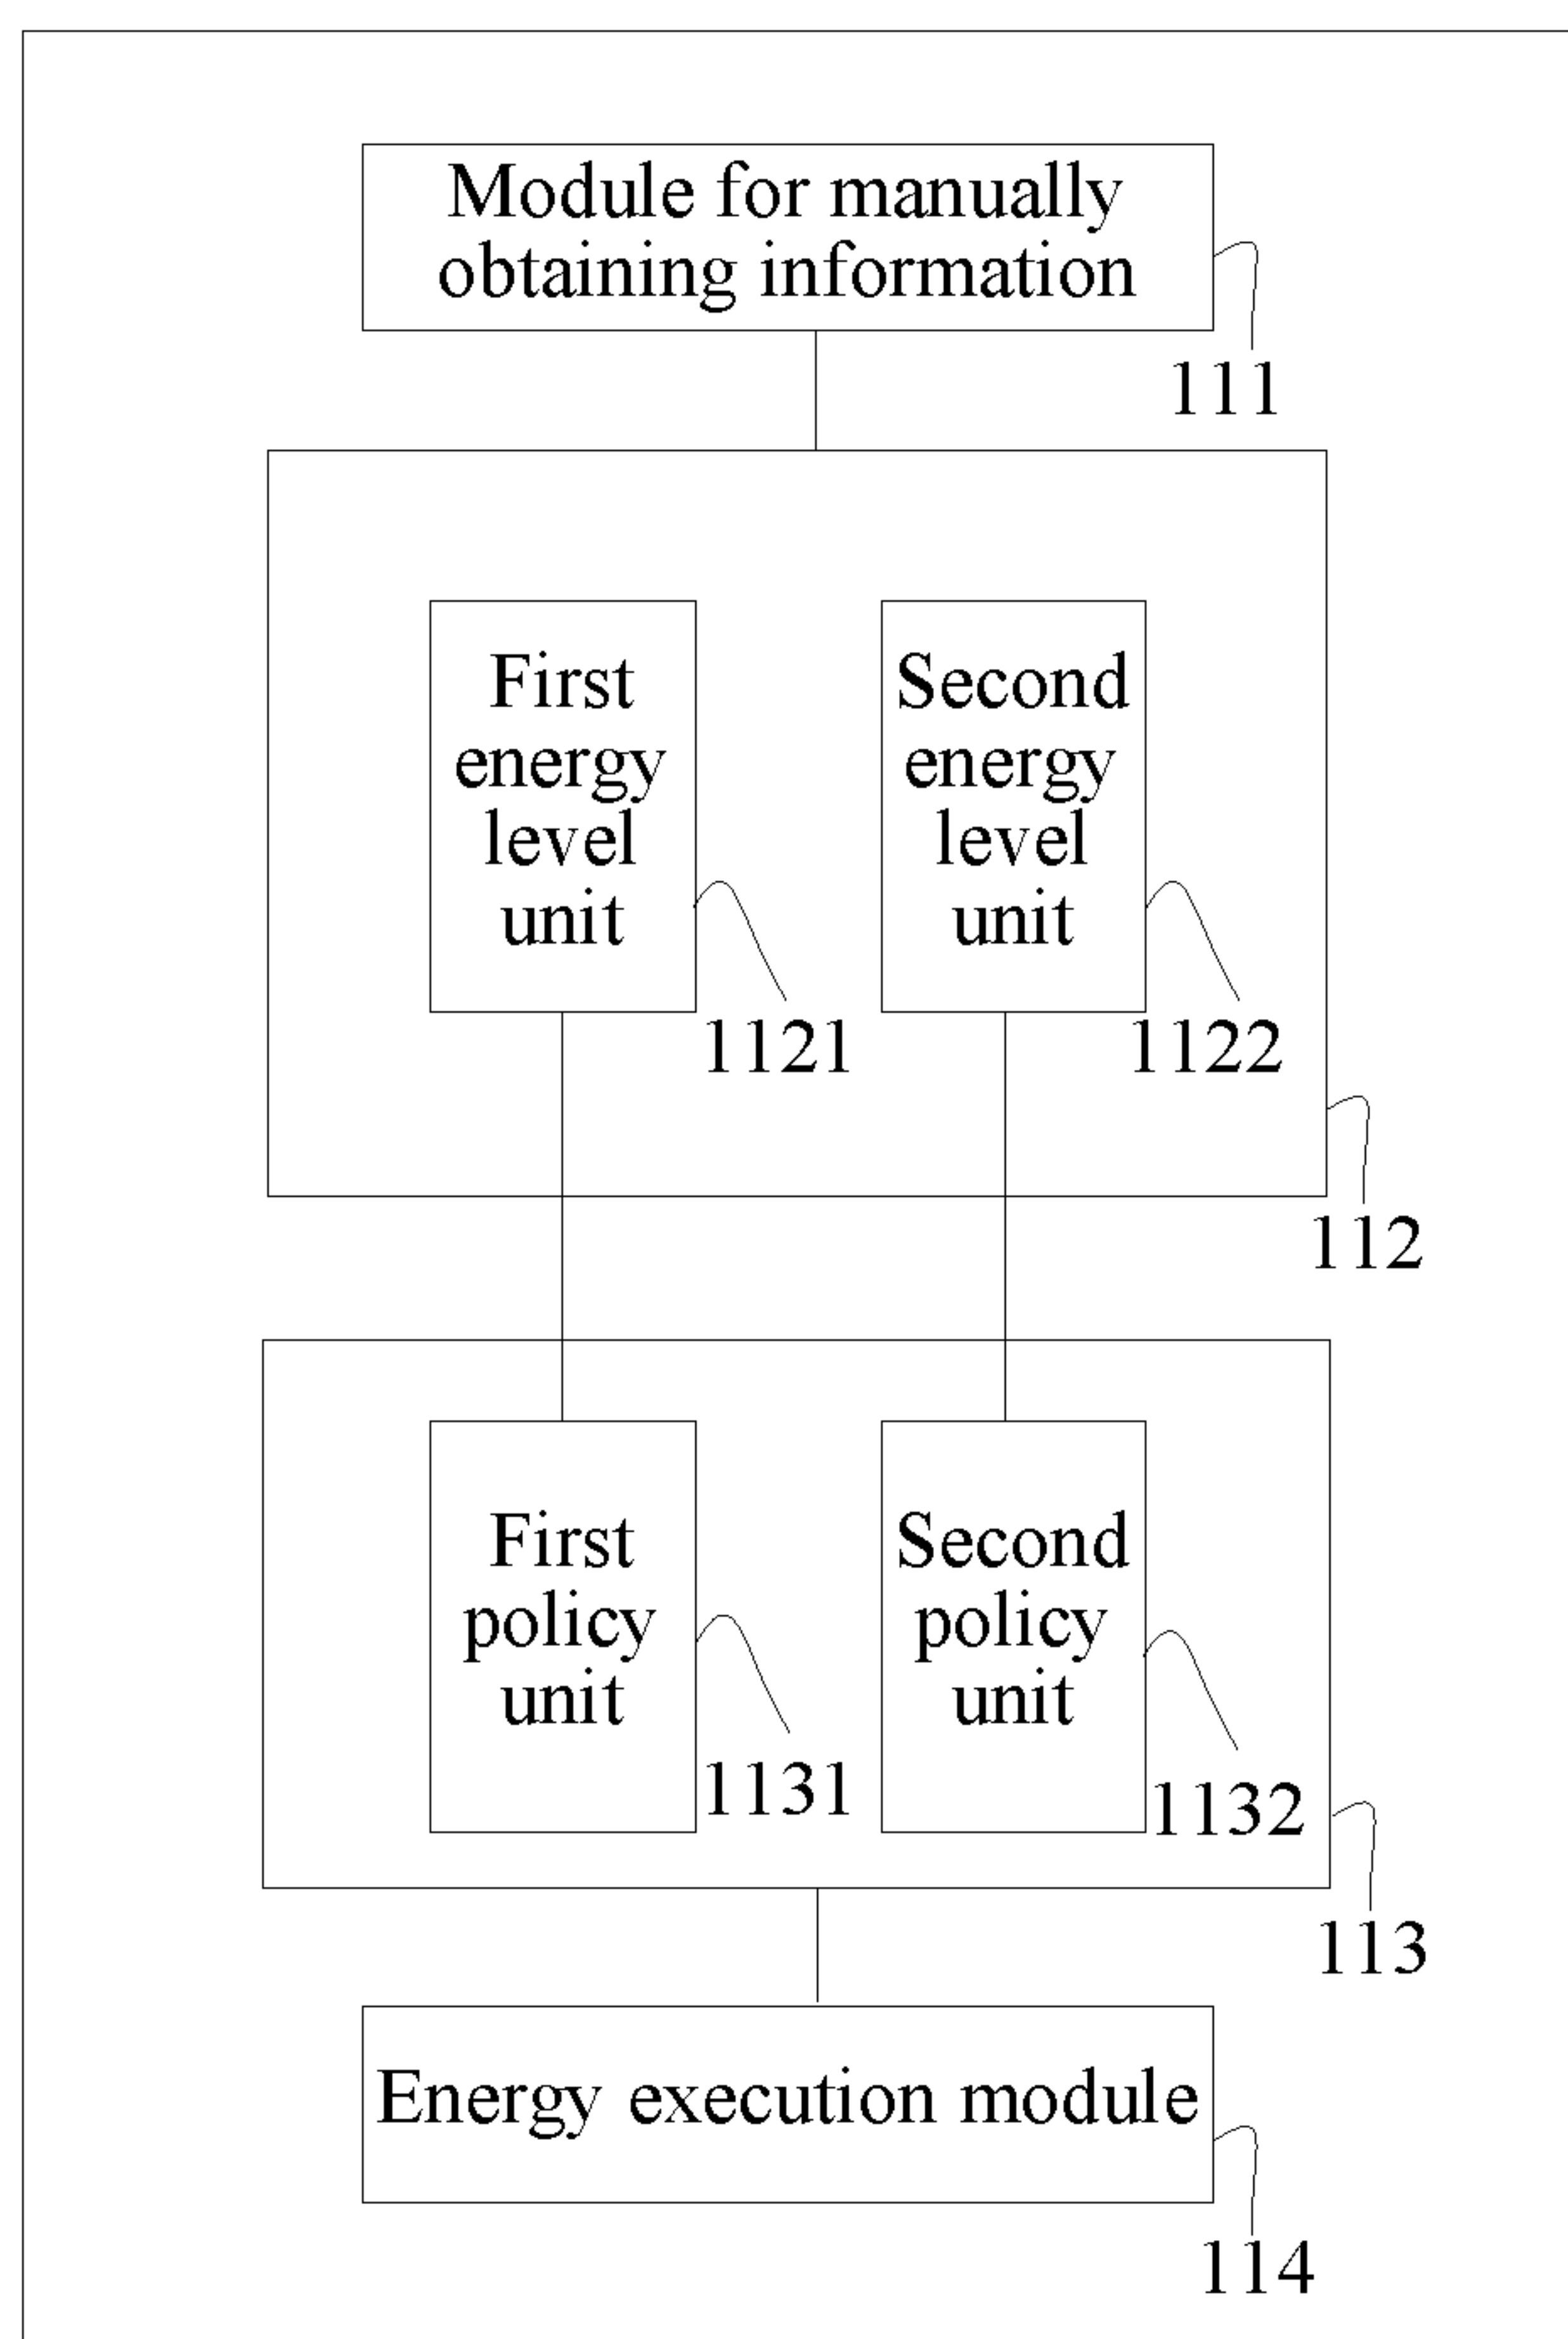 Module for manually
obtaining information
111
First
energy
level
unit
1121
Second
energy
level
unit
1122
112
First
policy
unit
1131
Second
policy
unit
1132
113
Energy execution module
114